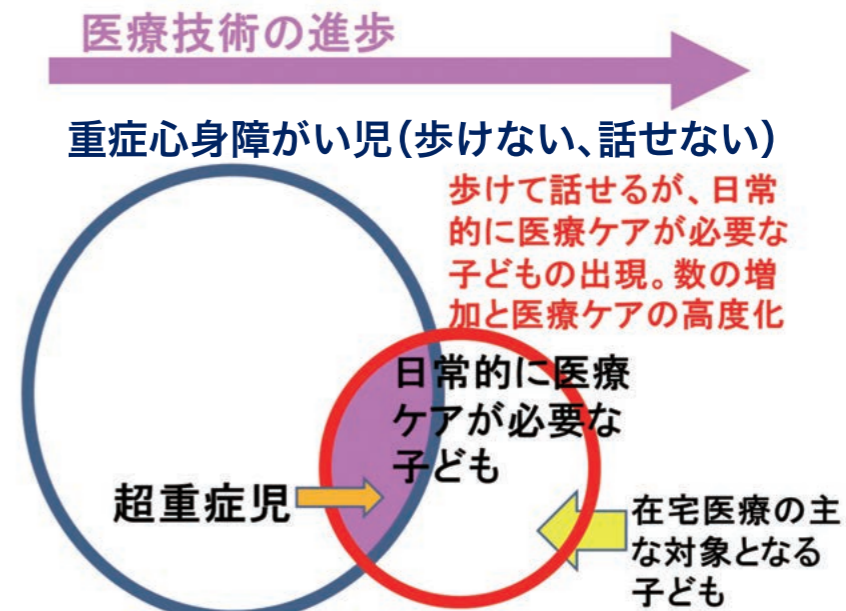 医療技術の進歩
重症心身障がい児(歩けない、話せない)
歩けて話せるが、日常
的に医療ケアが必要な
子どもの出現。数の増
加と医療ケアの高度化
日常的に医療
ケアが必要な
子ども
超重症児
在宅医療の主
な対象となる
子ども